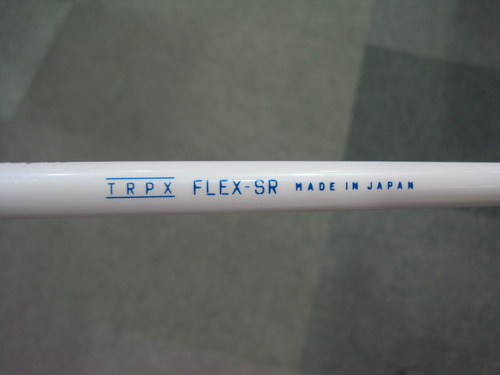 TRPX FLEX-SR MADE IN JAPAN